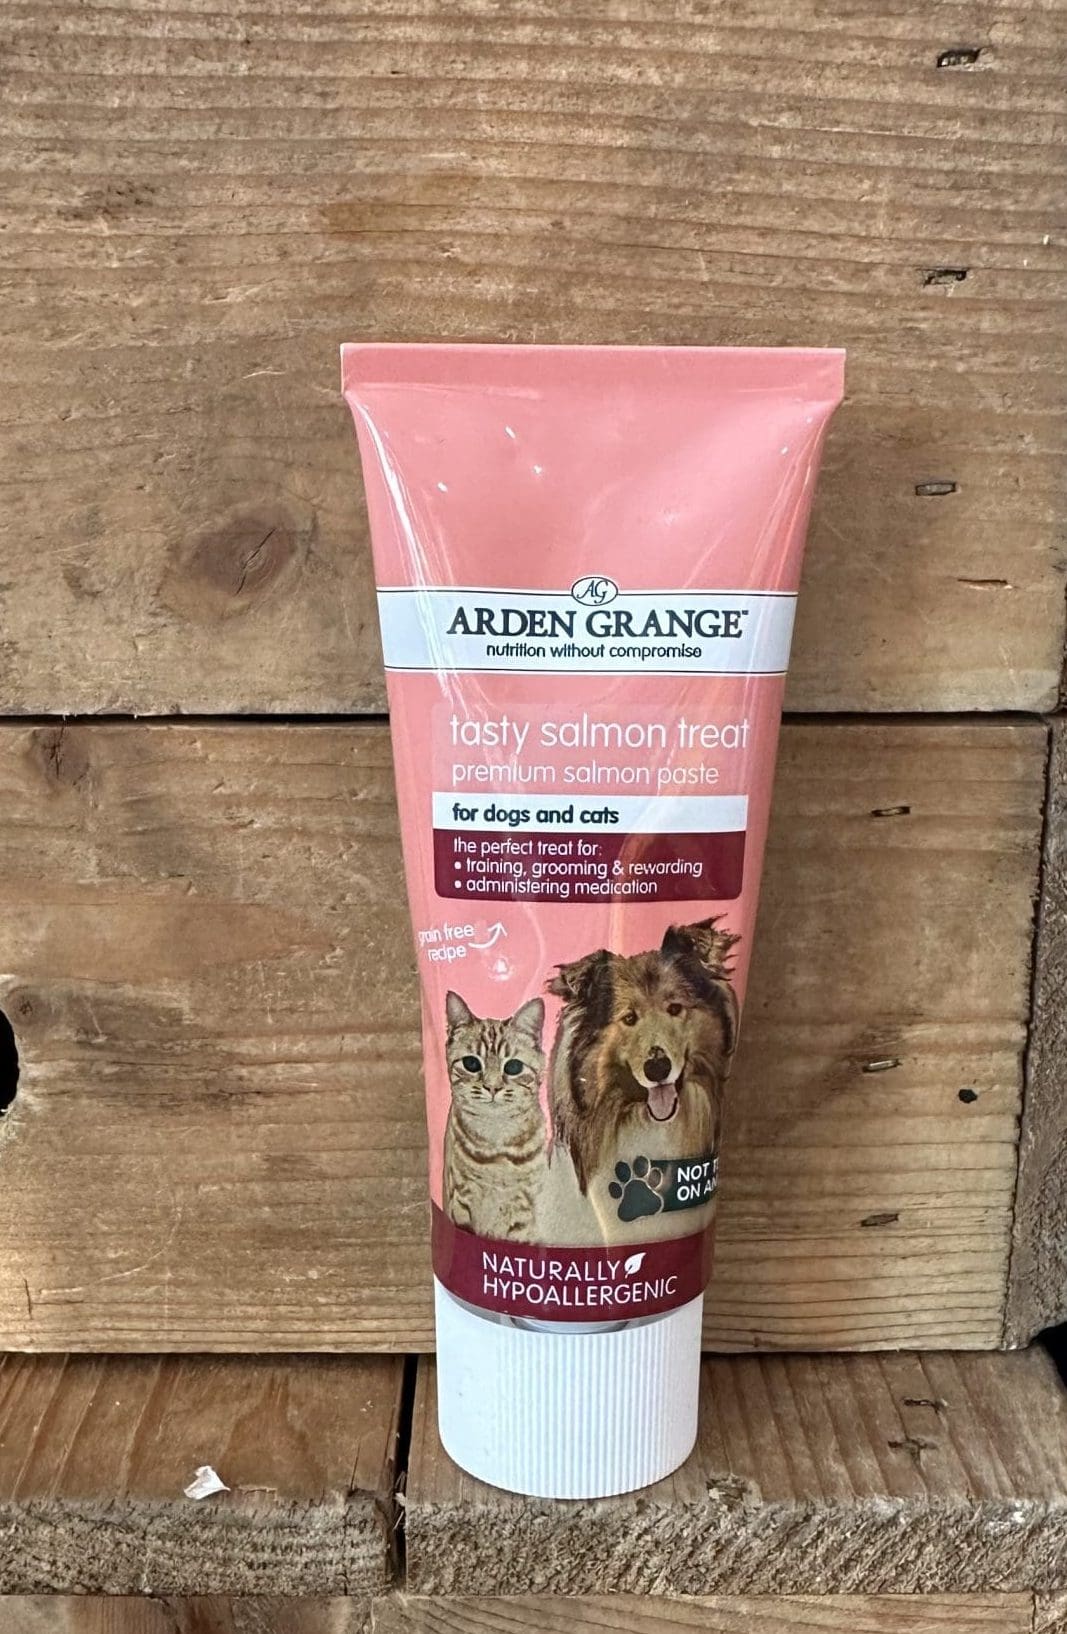 AG
ARDEN GRANGE™
nutrition without compromise
tasty salmon treat
premium salmon paste
for dogs and cats
the perfect treat for:
• training, grooming & rewarding
• administering medication
grain free
recipe
NOT
ON
NATURALLY
HYPOALLERGENIC